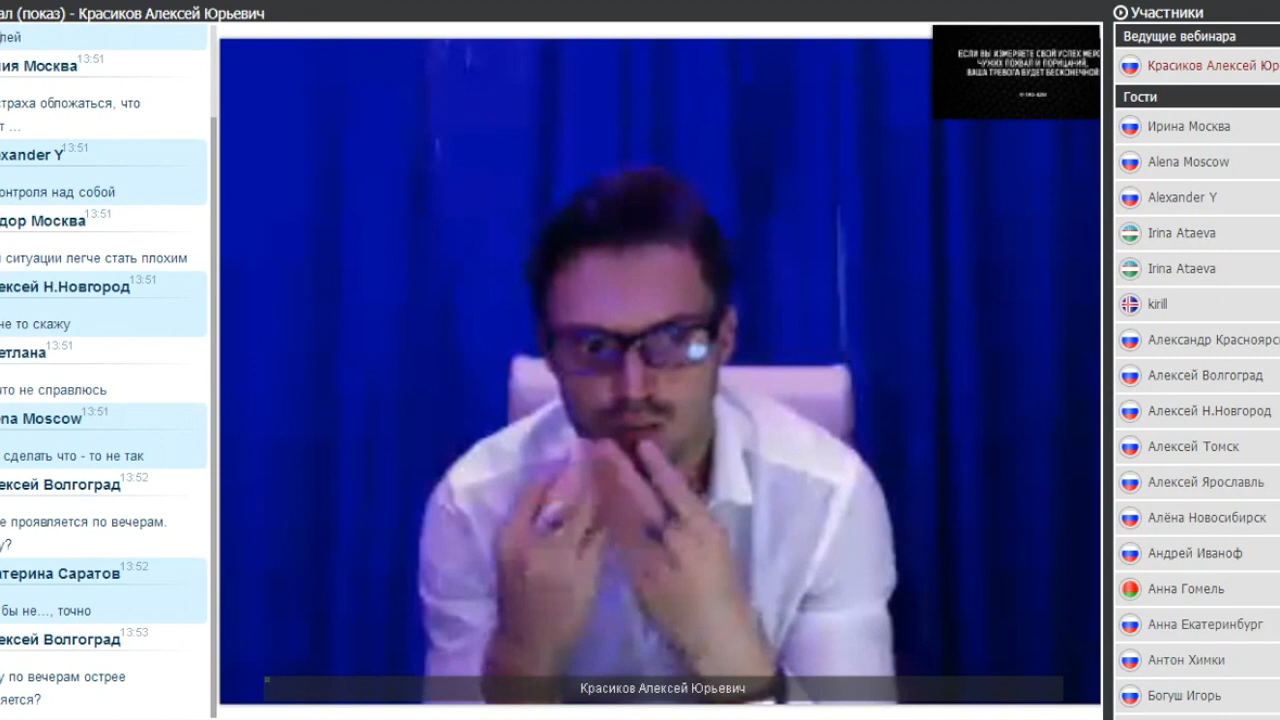 ал (показ) - Красиков Алексей Юрьевич
лей
ия Москва 13:51
траха обложаться, что
т ...
xander Y 13:51
онтроля над собой
дор Москва 13:51
ситуации легче стать плохим
ексей Н.Новгород 13:51
не то скажу
етлана 13:51
что не справлюсь
na Moscow 13:51
сделать что - то не так
ексей Волгоград 13:52
е проявляется по вечерам.
у?
атерина Саратов 13:52
бы не..., точно
ексей Волгоград 13:53
у по вечерам острее
яется?
ЕСЛИ ВЫ ИЗМЕРЯЕТЕ СВОЙ УСПЕХ МЕРО
ЧУЖИХ ПОХВАЛ И ПОРИЦАНИЙ,
ВАША ТРЕВОГА БУДЕТ БЕСКОНЕЧНОЙ
Красиков Алексей Юрьевич
Участники
Ведущие вебинара
Красиков Алексей Юр
Гости
Ирина Москва
Alena Moscow
Alexander Y
Irina Ataeva
Irina Ataeva
kirill
Александр Красноярс
Алексей Волгоград
Алексей Н.Новгород
Алексей Томск
Алексей Ярославль
Алёна Новосибирск
Андрей Иваноф
Анна Гомель
Анна Екатеринбург
Антон Химки
Богуш Игорь